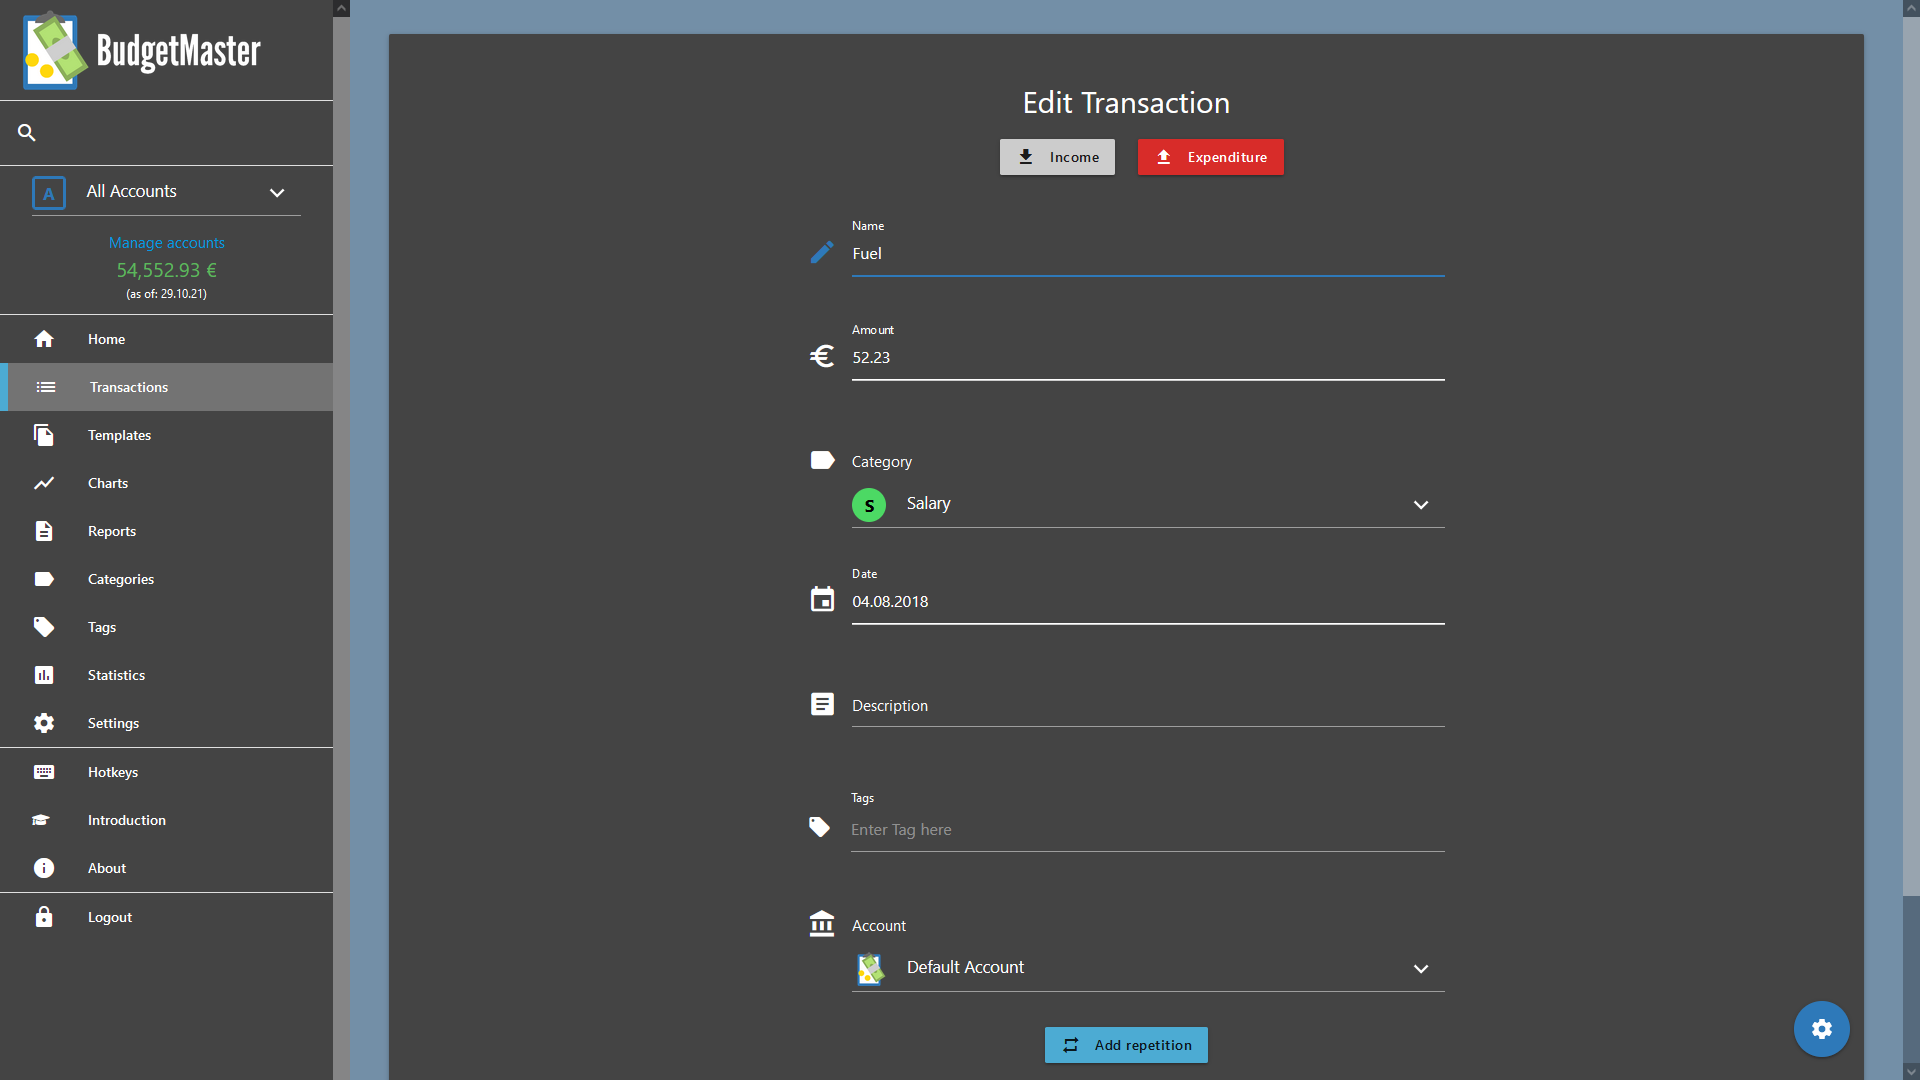 BudgetMaster
A All Accounts
Manage accounts
54,552.93 €
(as of: 29.10.21)
Home
Transactions
Templates
Charts
Reports
Categories
Tags
Statistics
Settings
Hotkeys
Introduction
About
Logout
Edit Transaction
Income Expenditure
Name
Fuel
Amount
€ 52.23
Category
S Salary
Date
04.08.2018
Description
Tags
Enter Tag here
Account
Default Account
Add repetition